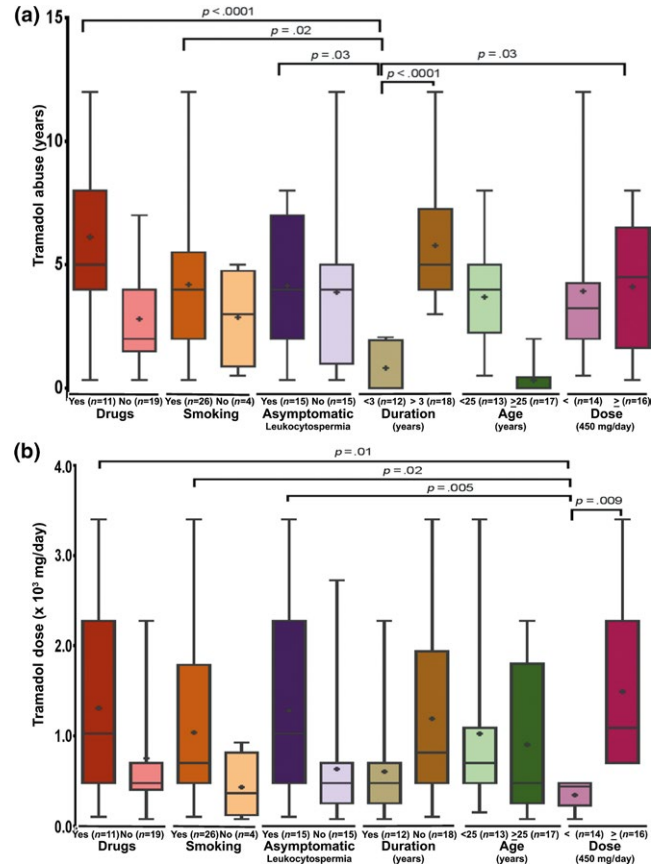 (a)
15
10
5
0
Tramadol abuse (years)
p <.0001
p =.02
p =.03
p =.03
p <.0001
Yes (n=11) No (n=19) Yes (n=26) No (n=4) Yes (n=15) No (n=15) <3 (n=12) > 3 (n=18) <25 (n=13) ≥25 (n=17) < (n=14) ≥ (n=16)
Drugs Smoking Asymptomatic Duration Age Dose
Leukocytospermia (years) (years) (450 mg/day)
(b)
4.0
3.0
2.0
1.0
0.0
Tramadol dose (x 10³ mg/day)
p =.01
p =.02
p =.005
p =.009
Yes (n=11) No (n=19) Yes (n=26) No (n=4) Yes (n=15) No (n=15) Yes (n=12) No (n=18) <25 (n=13) ≥25 (n=17) < (n=14) ≥ (n=16)
Drugs Smoking Asymptomatic Duration Age Dose
Leukocytospermia (years) (years) (450 mg/day)